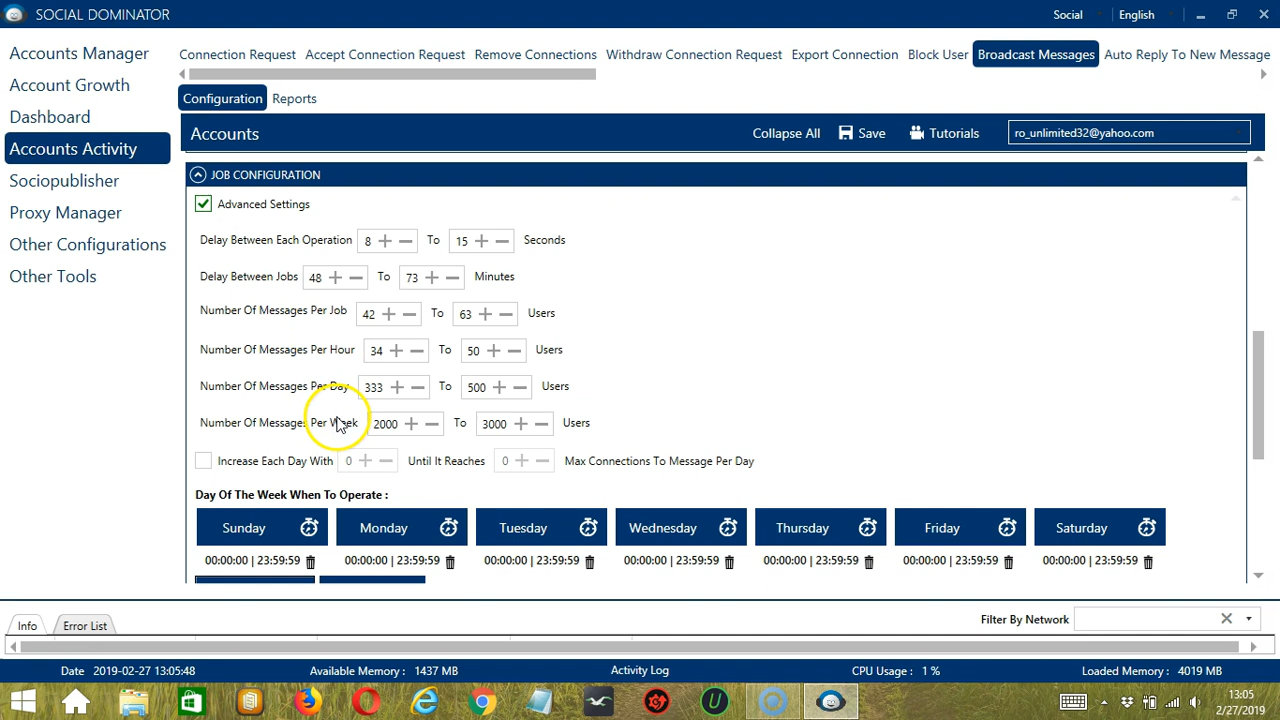 SOCIAL DOMINATOR Social English
Accounts Manager
Account Growth
Dashboard
Accounts Activity
Sociopublisher
Proxy Manager
Other Configurations
Other Tools
Connection Request Accept Connection Request Remove Connections Withdraw Connection Request Export Connection Block User Broadcast Messages Auto Reply To New Message
Configuration Reports
Accounts Collapse All Save Tutorials ro_unlimited32@yahoo.com
JOB CONFIGURATION
Advanced Settings
Delay Between Each Operation 8 To 15 Seconds
Delay Between Jobs 48 To 73 Minutes
Number Of Messages Per Job 42 To 63 Users
Number Of Messages Per Hour 34 To 50 Users
Number Of Messages Per Day 333 To 500 Users
Number Of Messages Per Week 2000 To 3000 Users
Increase Each Day With 0 Until It Reaches 0 Max Connections To Message Per Day
Day Of The Week When To Operate :
Sunday Monday Tuesday Wednesday Thursday Friday Saturday
00:00:00 | 23:59:59 00:00:00 | 23:59:59 00:00:00 | 23:59:59 00:00:00 | 23:59:59 00:00:00 | 23:59:59 00:00:00 | 23:59:59 00:00:00 | 23:59:59
Info Error List Filter By Network
Date 2019-02-27 13:05:48 Available Memory : 1437 MB Activity Log CPU Usage : 1 % Loaded Memory : 4019 MB
13:05
2/27/2019